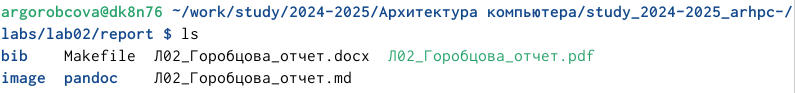 argorobcova@dk8n76 ~/work/study/2024-2025/Архитектура компьютера/study_2024-2025_arhpc-/
labs/lab02/report $ ls
bib Makefile Л02_Горобцова_отчет.docx Л02_Горобцова_отчет.pdf
image pandoc Л02_Горобцова_отчет.md